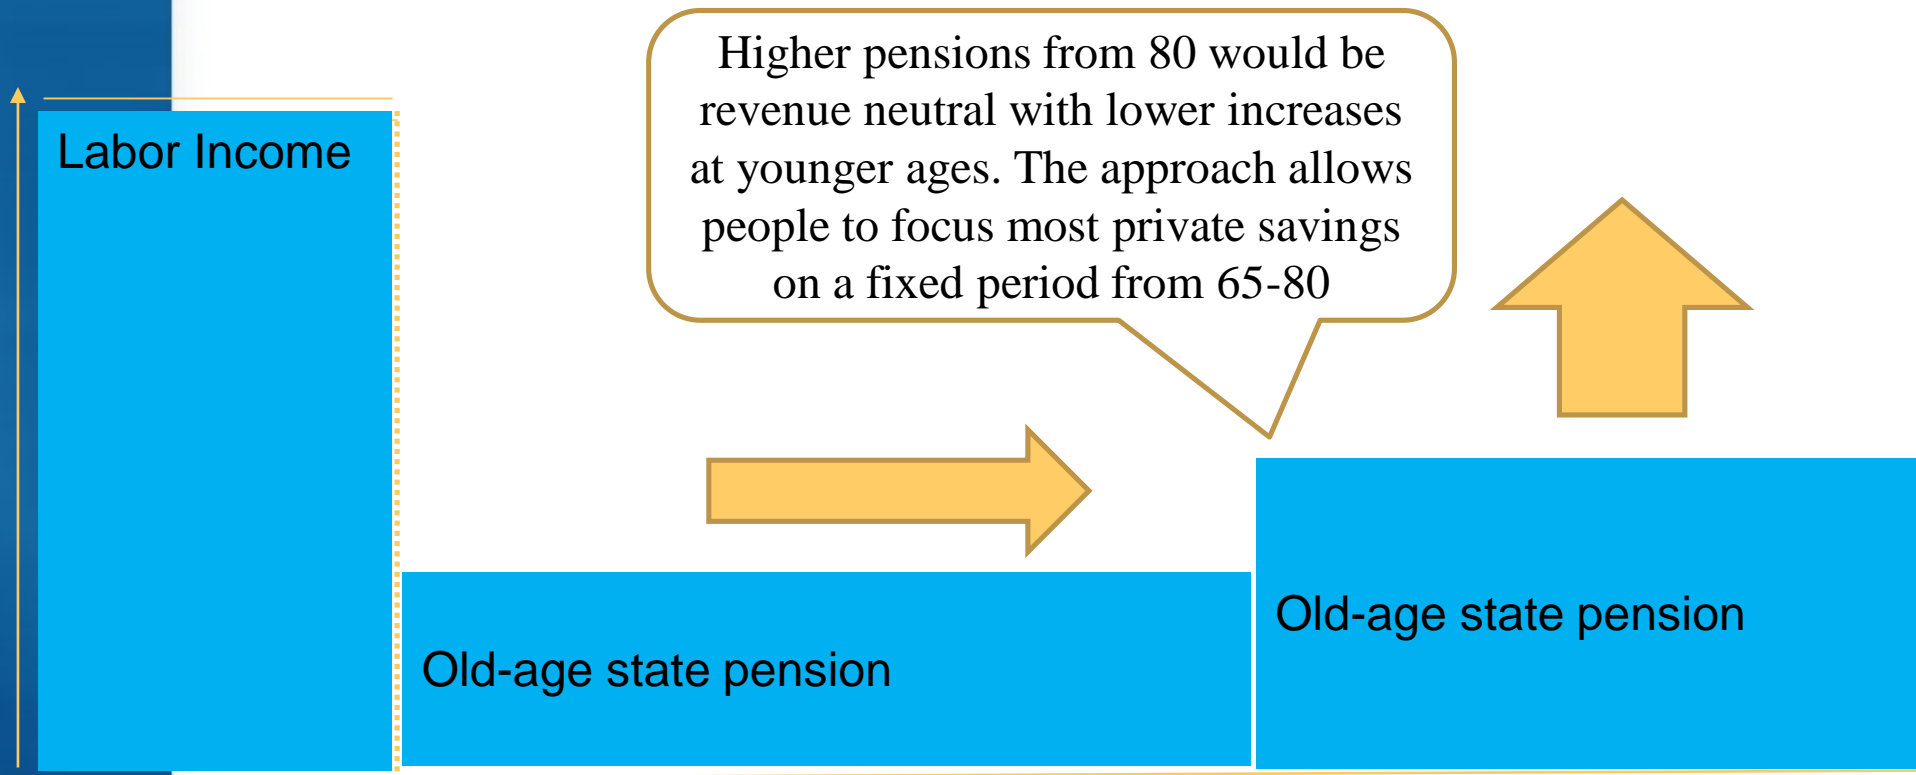 Higher pensions from 80 would be
revenue neutral with lower increases
at younger ages. The approach allows
people to focus most private savings
on a fixed period from 65-80
Labor Income
Old-age state pension
Old-age state pension